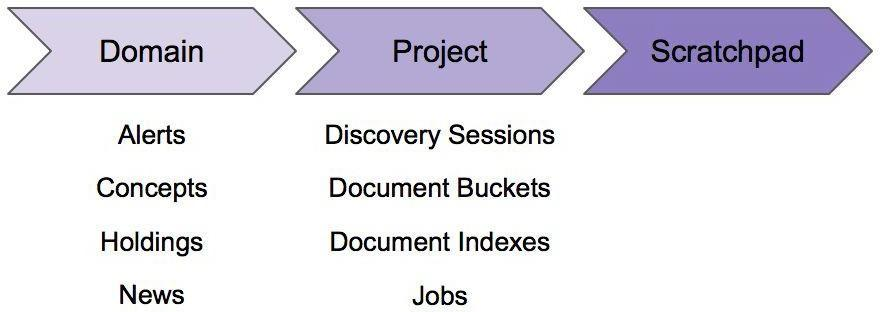 Domain Project Scratchpad
Alerts Discovery Sessions
Concepts Document Buckets
Holdings Document Indexes
News Jobs